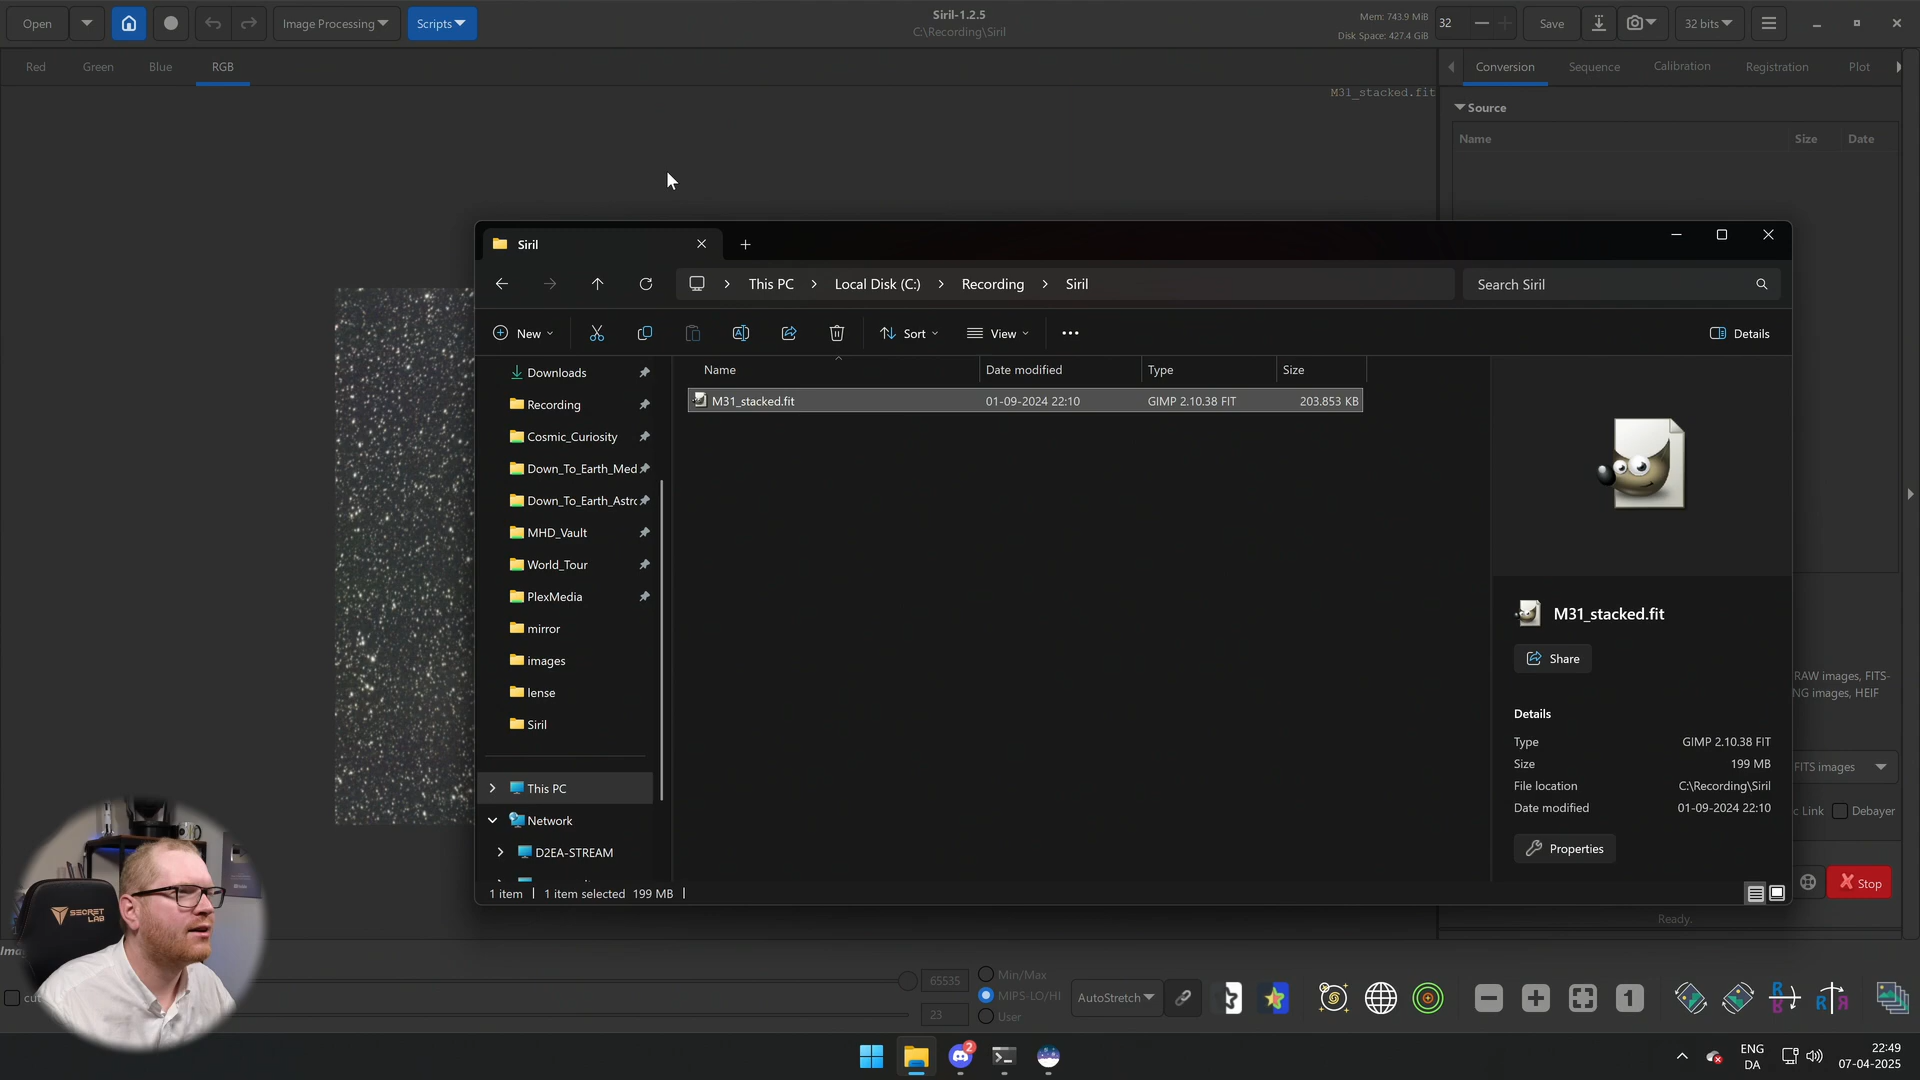 Open
Image Processing
Scripts
Siril-1.2.5
C:\Recording\Siril
Mem: 743.9 MiB
Disk Space: 427.4 GiB
32
Save
32 bits
Red
Green
Blue
RGB
Conversion
Sequence
Calibration
Registration
Plot
M31_stacked.fit
Source
Name
Size
Date
Siril
This PC
Local Disk (C:)
Recording
Siril
Search Siril
New
Sort
View
Details
Name
Date modified
Type
Size
Downloads
M31_stacked.fit
01-09-2024 22:10
GIMP 2.10.38 FIT
203.853 KB
Recording
Cosmic_Curiosity
Down_To_Earth_Med
Down_To_Earth_Astr
MHD_Vault
World_Tour
PlexMedia
mirror
images
lense
Siril
This PC
Network
D2EA-STREAM
1 item
1 item selected
199 MB
M31_stacked.fit
Share
Details
Type
GIMP 2.10.38 FIT
Size
199 MB
File location
C:\Recording\Siril
Date modified
01-09-2024 22:10
Properties
RAW images, FITS-
NG images, HEIF
FITS images
c Link
Debayer
Stop
Ready.
65535
23
Min/Max
MIPS-LO/HI
User
AutoStretch
1
SECRET
LAB
2
ENG
DA
22:49
07-04-2025